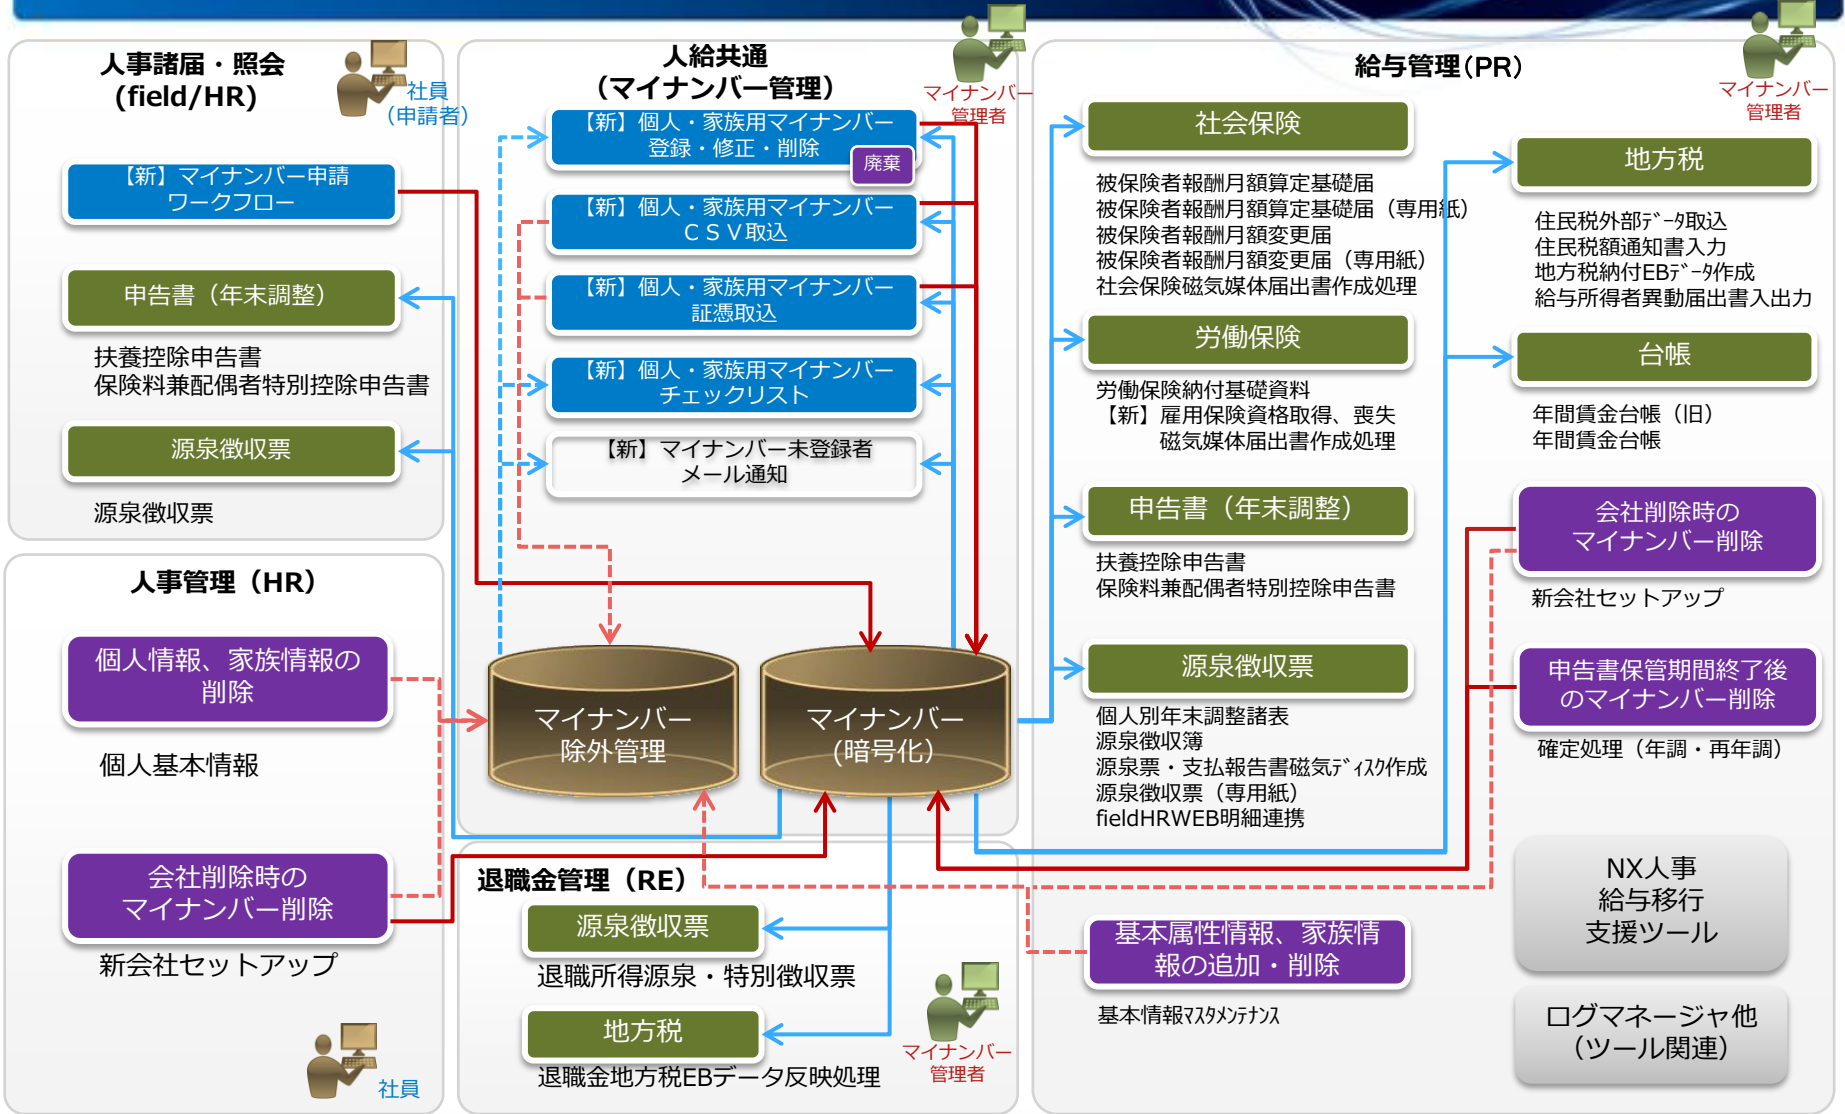 人事諸届・照会
(field/HR)
社員
（申請者）
【新】マイナンバー申請
ワークフロー
申告書（年末調整）
扶養控除申告書
保険料兼配偶者特別控除申告書
源泉徴収票
源泉徴収票
人事管理（HR）
個人情報、家族情報の
削除
個人基本情報
会社削除時の
マイナンバー削除
新会社セットアップ
社員
人給共通
（マイナンバー管理）
マイナンバー
管理者
【新】個人・家族用マイナンバー
登録・修正・削除
廃棄
【新】個人・家族用マイナンバー
ＣＳＶ取込
【新】個人・家族用マイナンバー
証憑取込
【新】個人・家族用マイナンバー
チェックリスト
【新】マイナンバー未登録者
メール通知
マイナンバー
除外管理
マイナンバー
(暗号化）
退職金管理（RE）
源泉徴収票
退職所得源泉・特別徴収票
地方税
退職金地方税EBデータ反映処理
マイナンバー
管理者
給与管理（PR）
マイナンバー
管理者
社会保険
被保険者報酬月額算定基礎届
被保険者報酬月額算定基礎届（専用紙）
被保険者報酬月額変更届
被保険者報酬月額変更届（専用紙）
社会保険磁気媒体届出書作成処理
労働保険
労働保険納付基礎資料
【新】雇用保険資格取得、喪失
磁気媒体届出書作成処理
申告書（年末調整）
扶養控除申告書
保険料兼配偶者特別控除申告書
源泉徴収票
個人別年末調整諸表
源泉徴収簿
源泉票・支払報告書磁気ﾃﾞｨｽｸ作成
源泉徴収票（専用紙）
fieldHRWEB明細連携
基本属性情報、家族情
報の追加・削除
基本情報ﾏｽﾀﾒﾝﾃﾅﾝｽ
地方税
住民税外部ﾃﾞｰﾀ取込
住民税額通知書入力
地方税納付EBﾃﾞｰﾀ作成
給与所得者異動届出書入出力
台帳
年間賃金台帳（旧）
年間賃金台帳
会社削除時の
マイナンバー削除
新会社セットアップ
申告書保管期間終了後
のマイナンバー削除
確定処理（年調・再年調）
NX人事
給与移行
支援ツール
ログマネージャ他
（ツール関連）